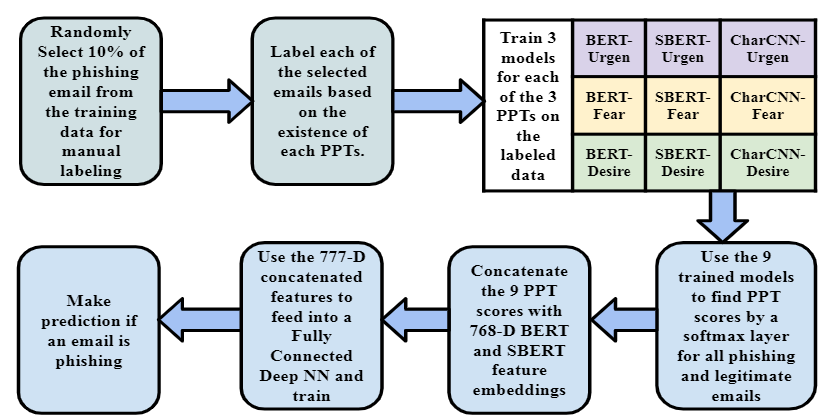 Randomly
Select 10% of
the phishing
email from
the training
data for
manual
labeling
Label each of
the selected
emails based
on the
existence of
each PPTs.
Train 3
models
for each
of the 3
PPTs on
the
labeled
data
BERT-
Urgen
SBERT-
Urgen
CharCNN-
Urgen
BERT-
Fear
SBERT-
Fear
CharCNN-
Fear
BERT-
Desire
SBERT-
Desire
CharCNN-
Desire
Use the 9
trained models
to find PPT
scores by a
softmax layer
for all phishing
and legitimate
emails
Concatenate
the 9 PPT
scores with
768-D BERT
and SBERT
feature
embeddings
Use the 777-D
concatenated
features to
feed into a
Fully
Connected
Deep NN and
train
Make
prediction if
an email is
phishing